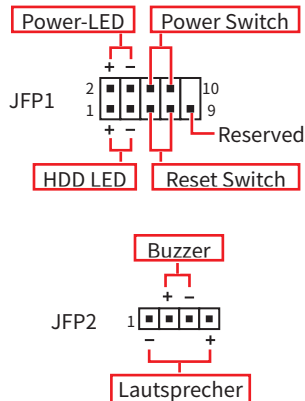 Power-LED Power Switch
+ −
2 10
JFP1
1 9
+ − Reserved
HDD LED Reset Switch
Buzzer
+ −
JFP2 1
− +
Lautsprecher